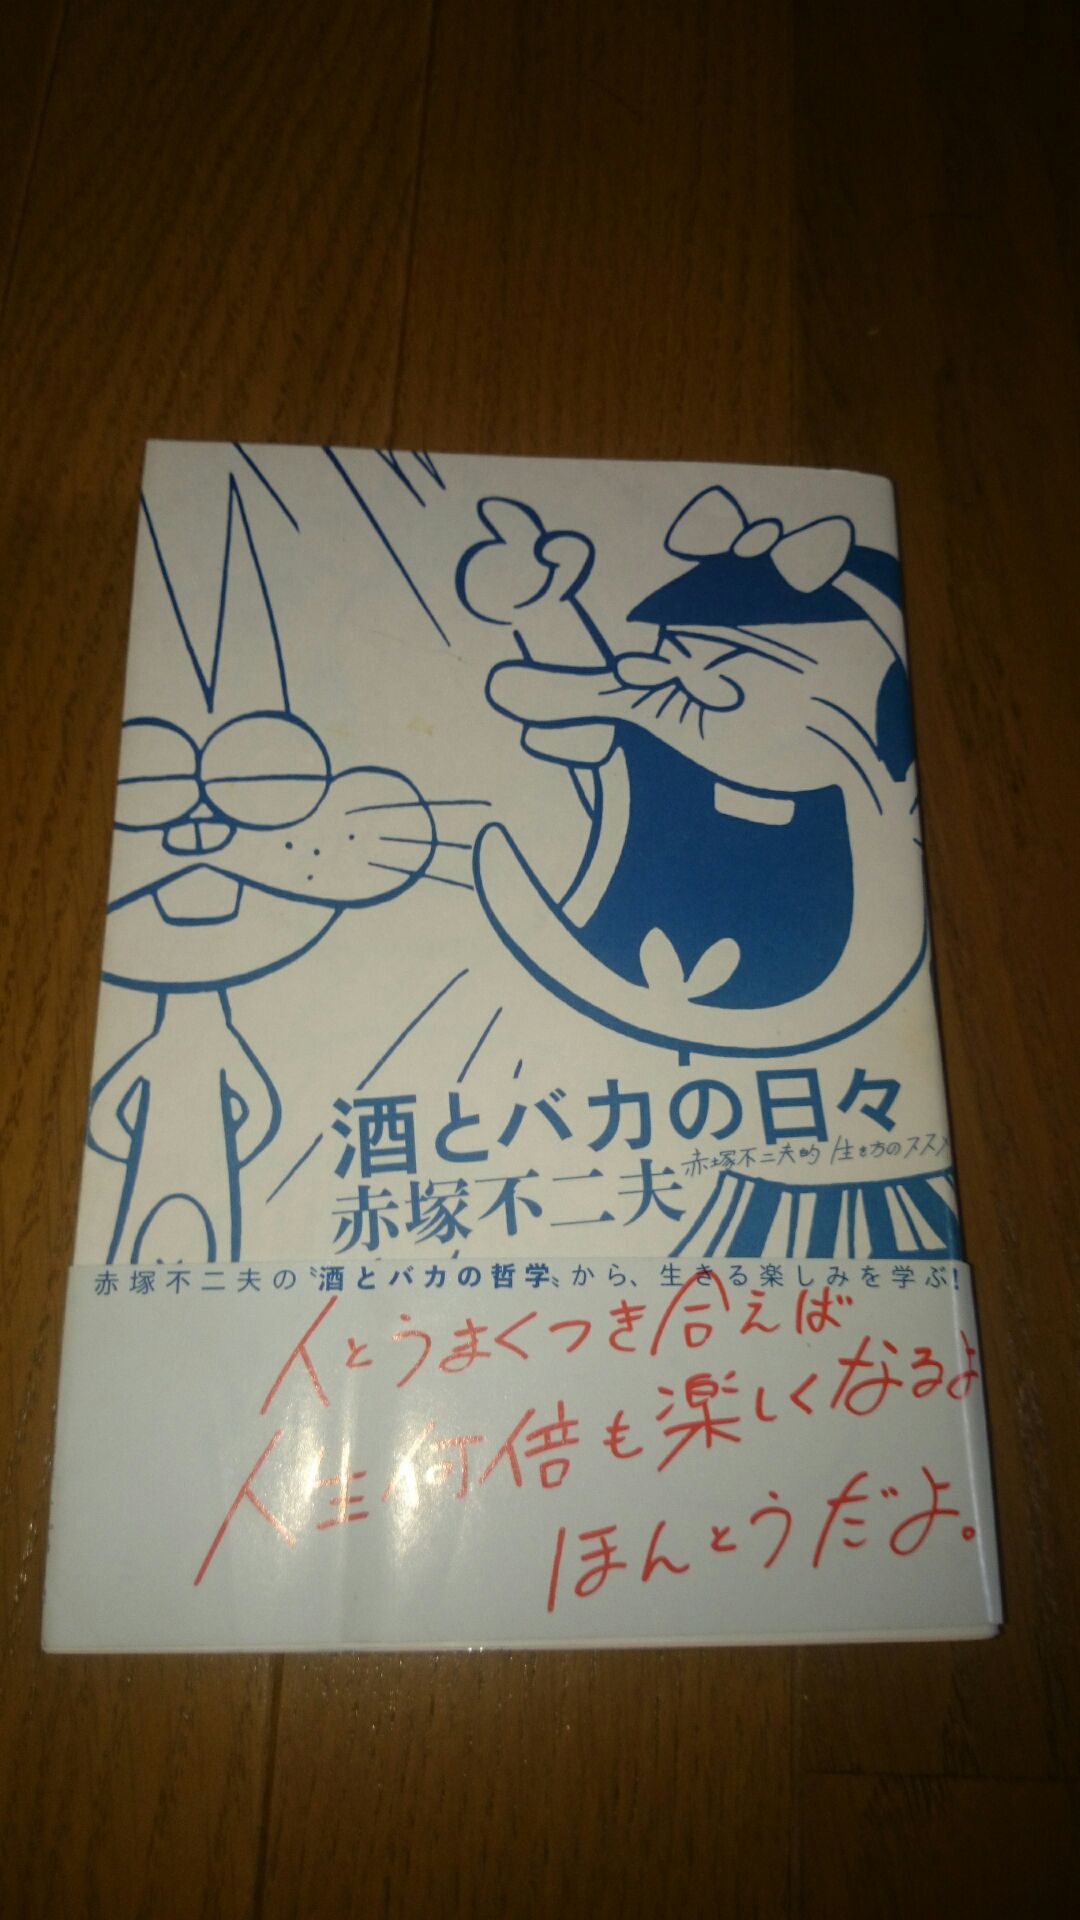 酒とバカの日々
赤塚不二夫的 生き方のススメ
赤塚不二夫
赤塚不二夫の〝酒とバカの哲学〟から、生きる楽しみを学ぶ!
人とうまくつき合えば
人生何倍も楽しくなるよ
ほんとうだよ。